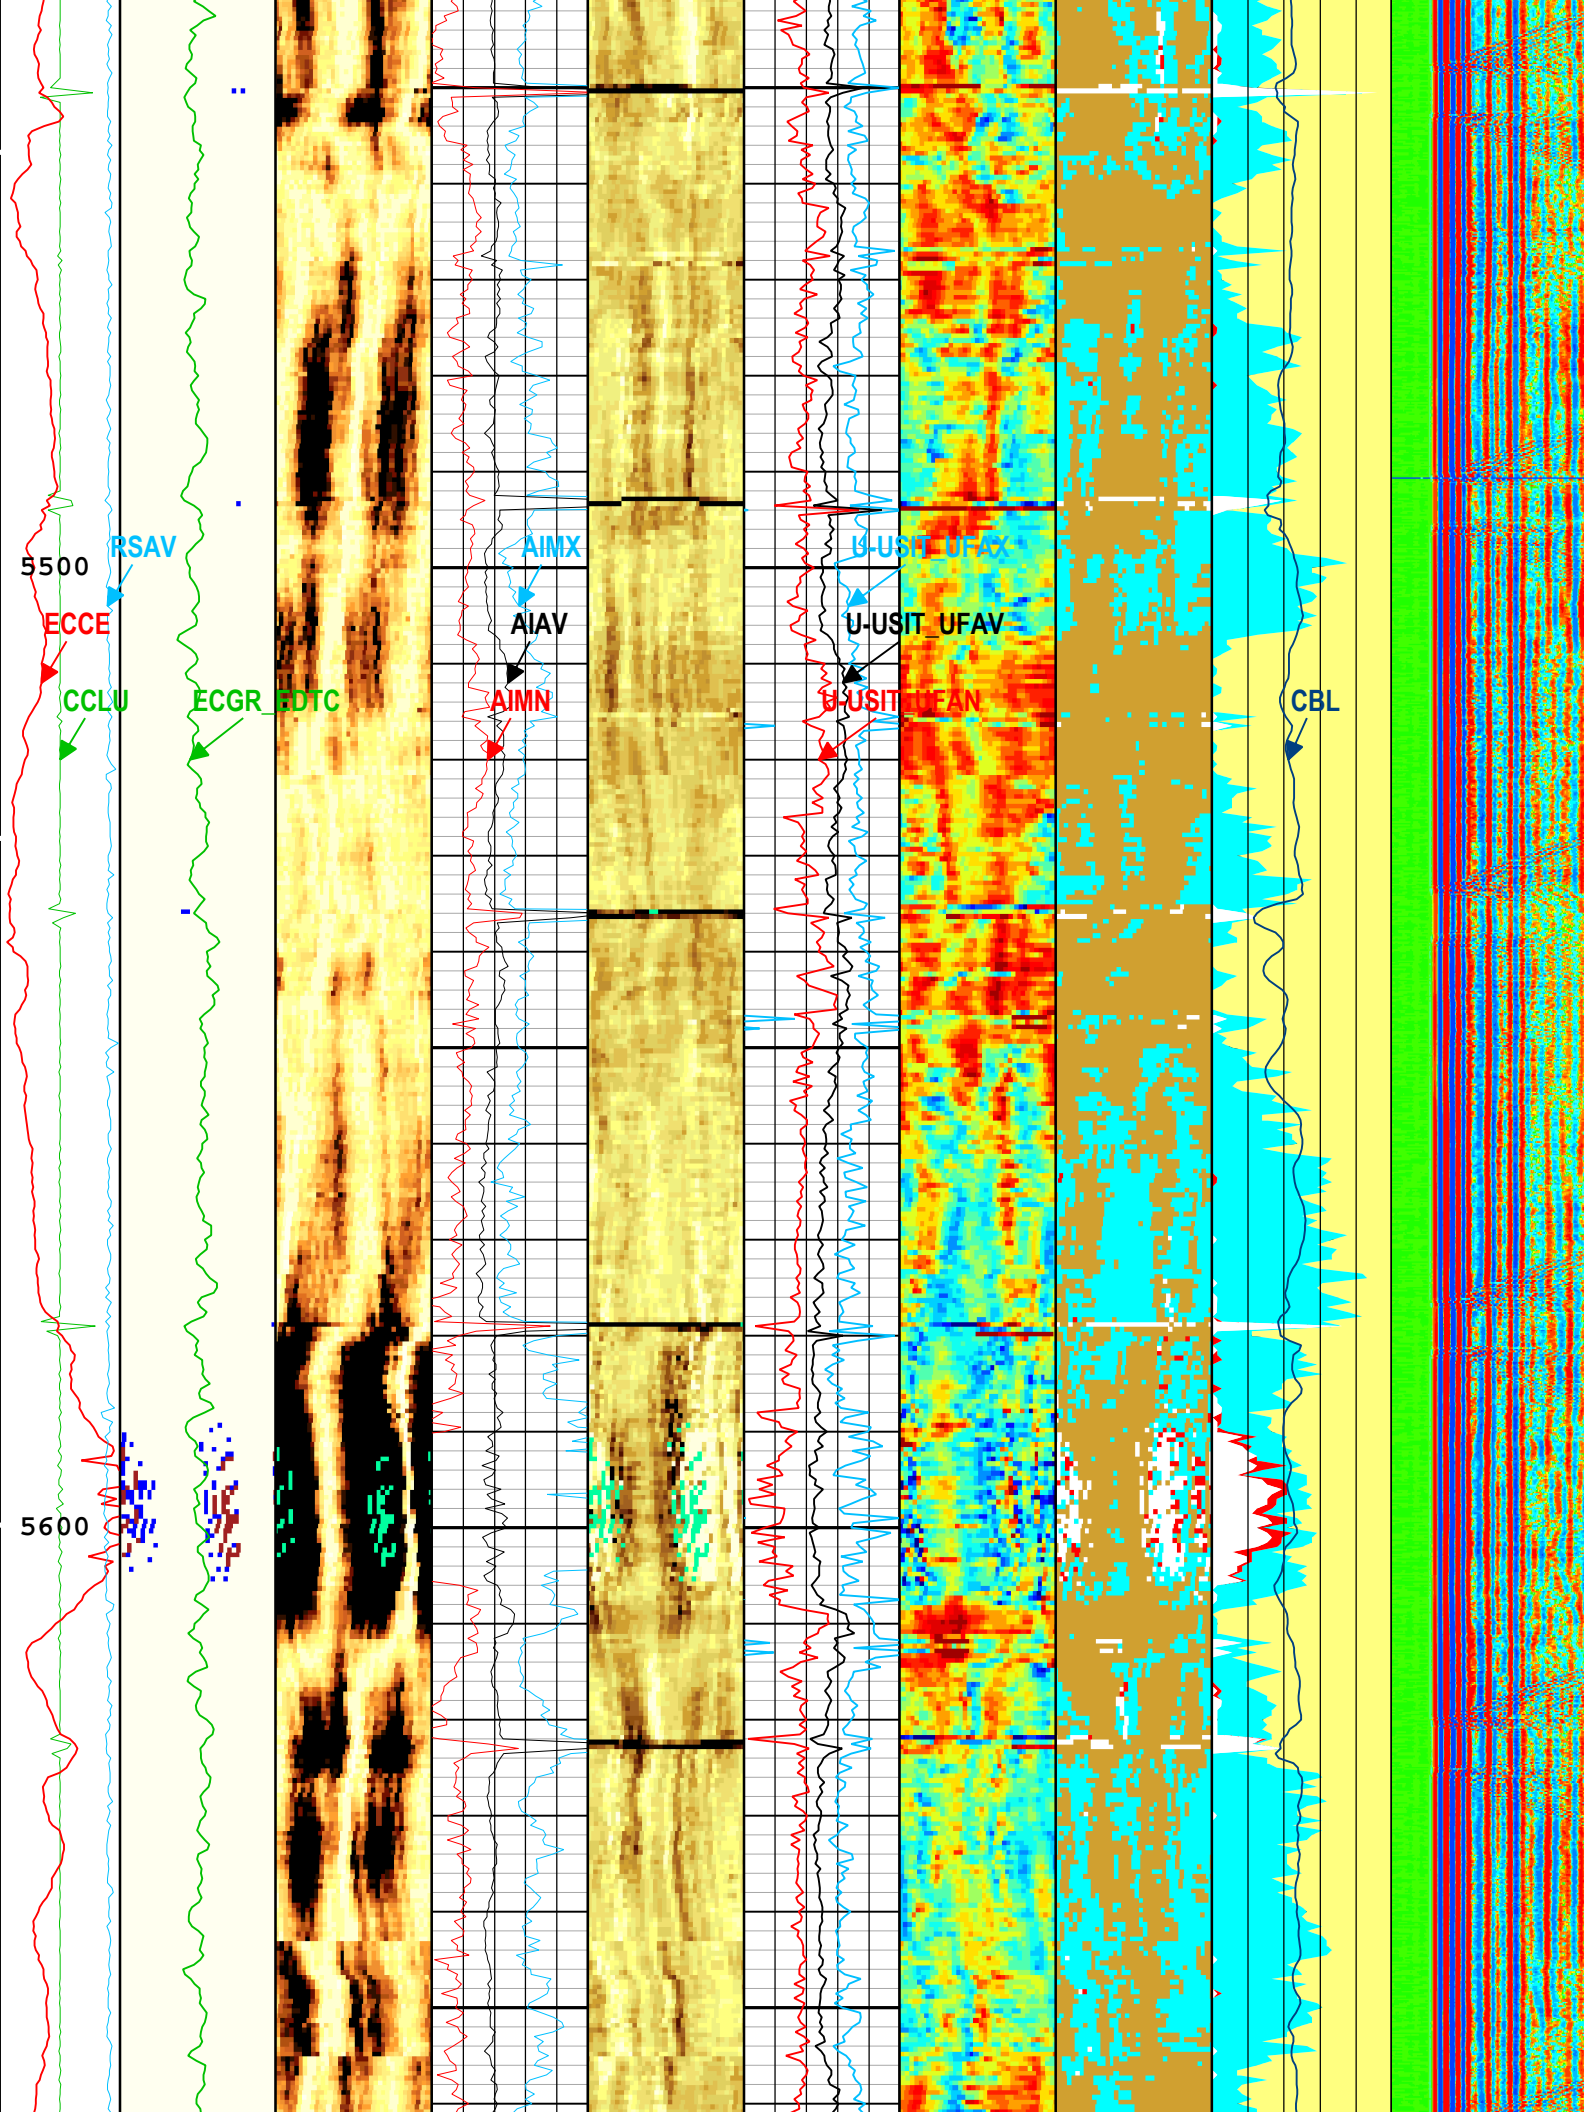 RSAV
AIMX
U-USIT_UFAX
5500
ECCE
AIAV
U-USIT_UFAV
CCLU
ECGR_EDTC
AIMN
U-USIT_UFAN
CBL
5600